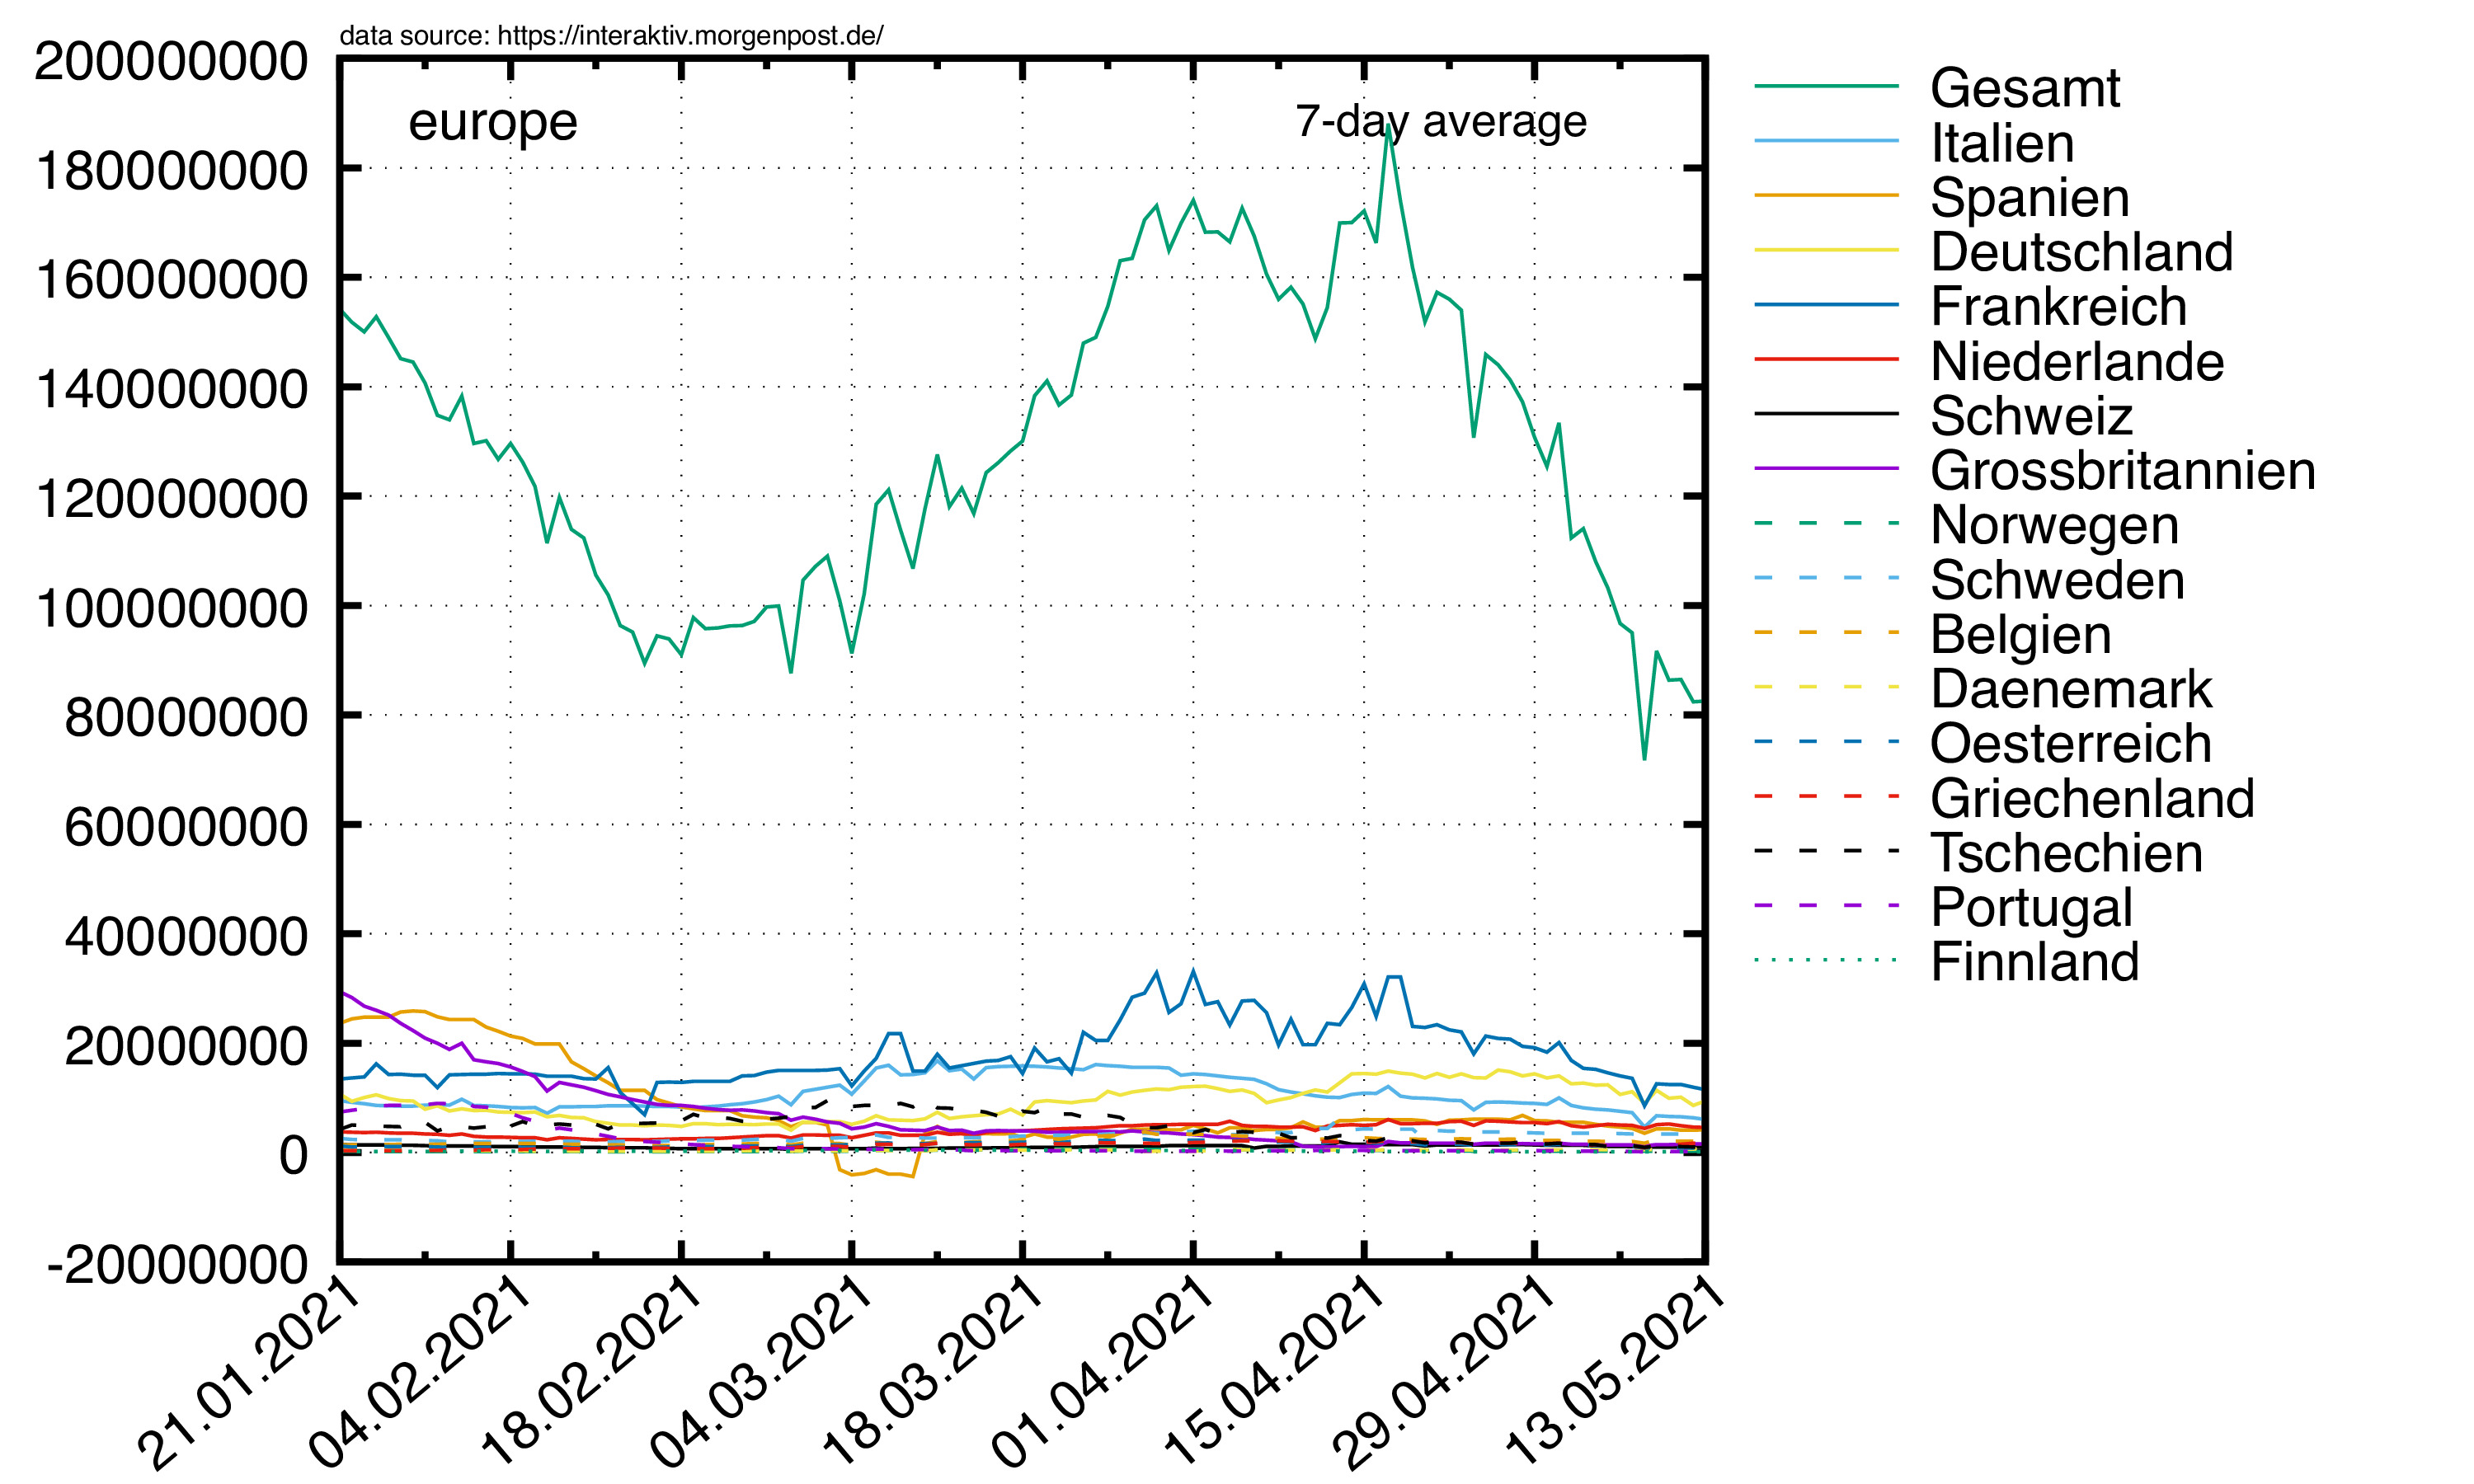 data source: https://interaktiv.morgenpost.de/
europe
7-day average
200000000
180000000
160000000
140000000
120000000
100000000
80000000
60000000
40000000
20000000
0
-20000000
21.01.2021
04.02.2021
18.02.2021
04.03.2021
18.03.2021
01.04.2021
15.04.2021
29.04.2021
13.05.2021
Gesamt
Italien
Spanien
Deutschland
Frankreich
Niederlande
Schweiz
Grossbritannien
Norwegen
Schweden
Belgien
Daenemark
Oesterreich
Griechenland
Tschechien
Portugal
Finnland